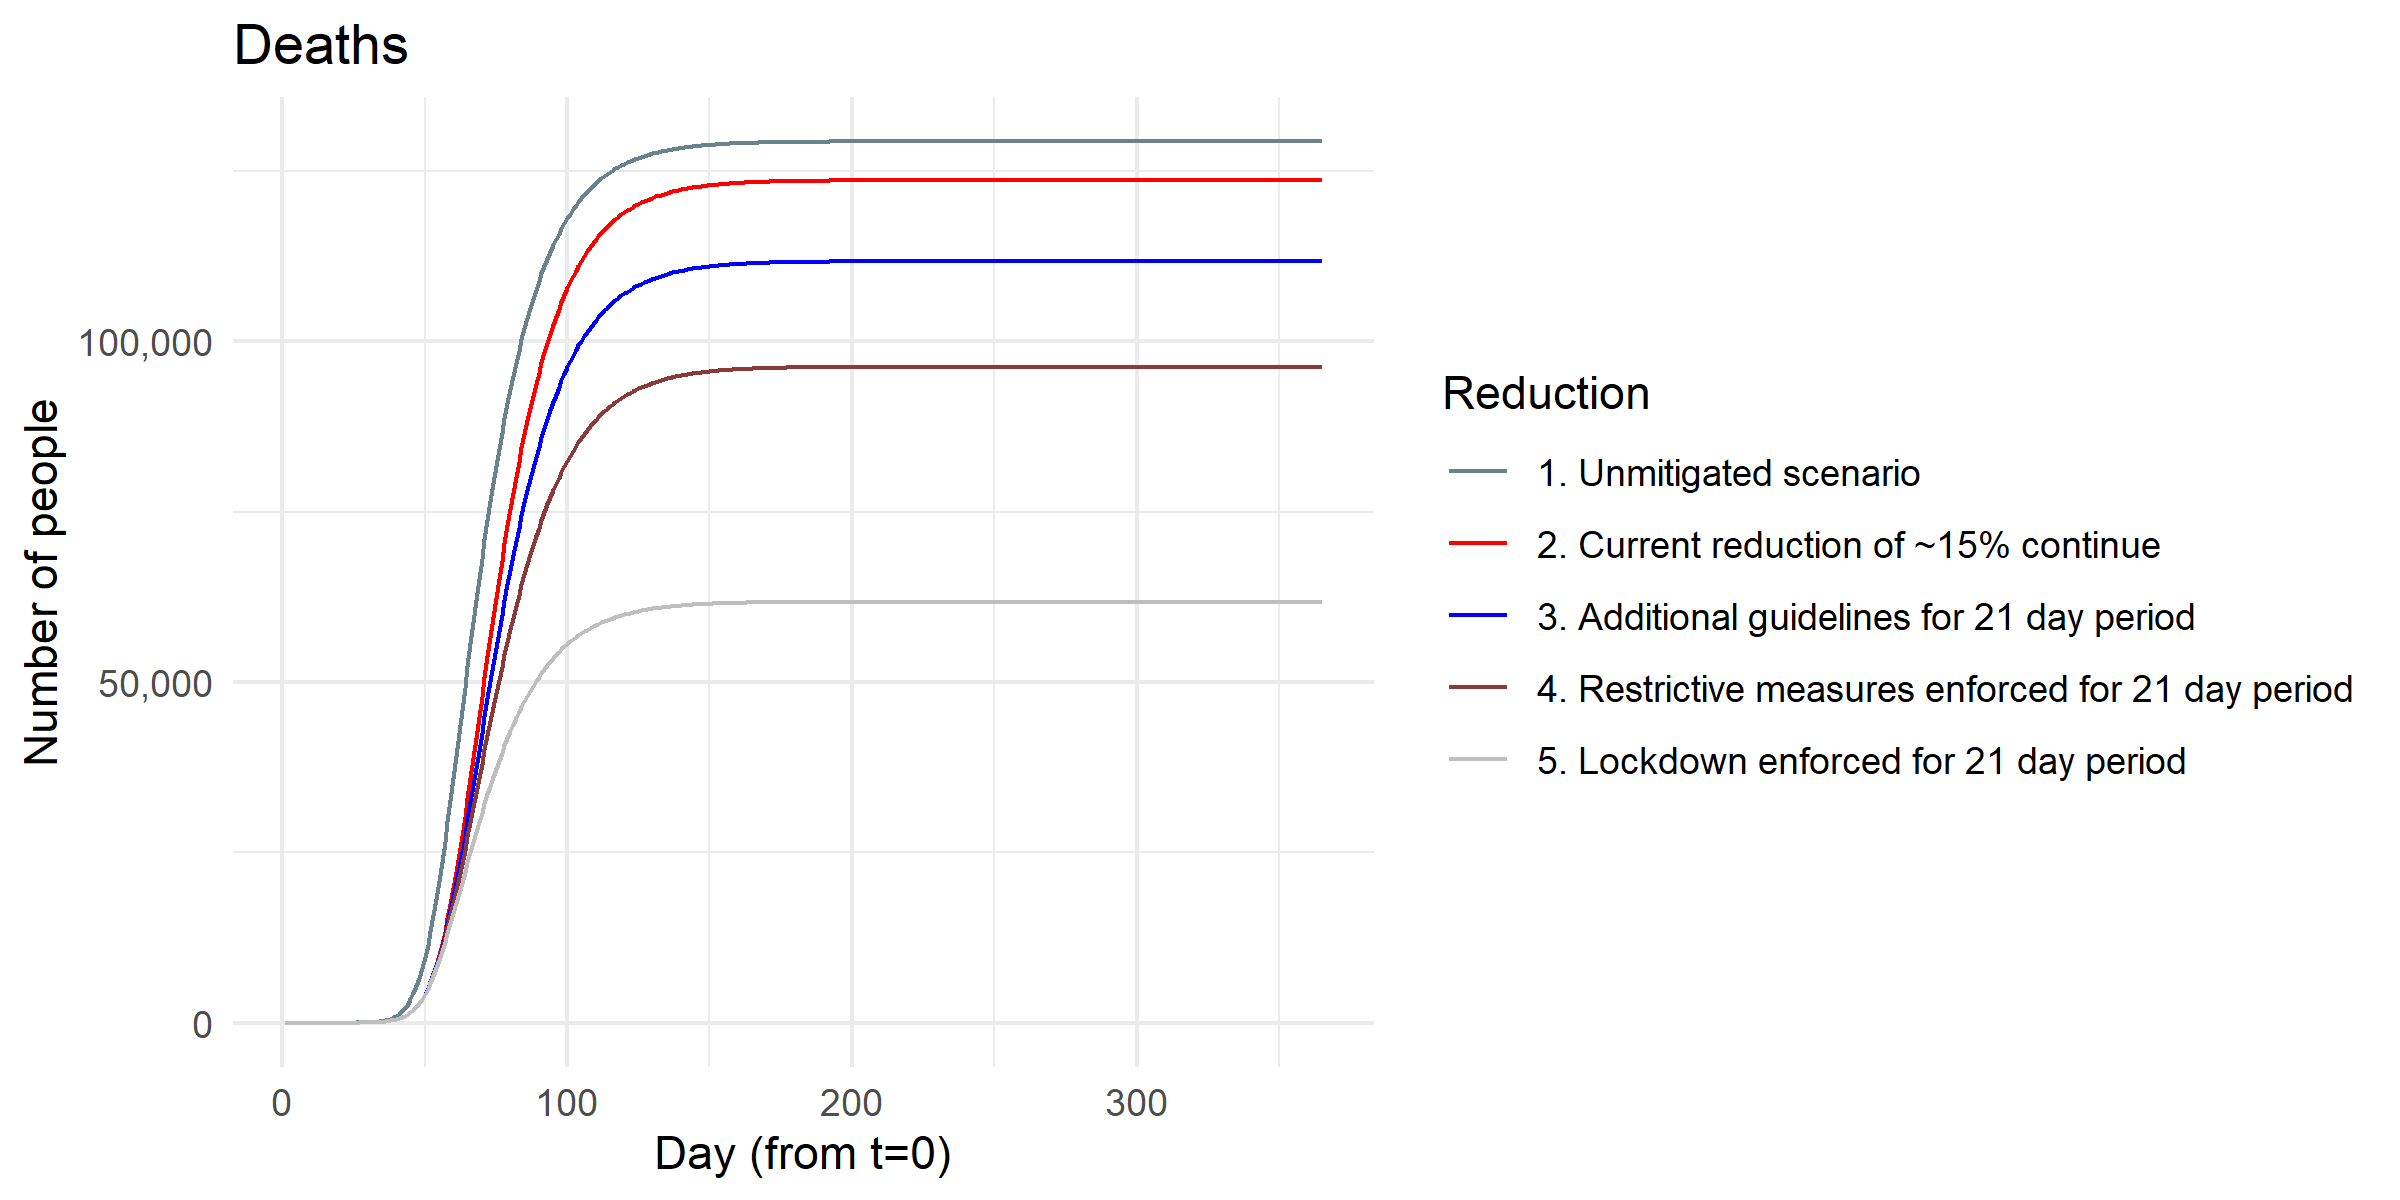 Deaths
Number of people
100,000
50,000
0
0
100
200
300
Day (from t=0)
Reduction
1. Unmitigated scenario
2. Current reduction of ~15% continue
3. Additional guidelines for 21 day period
4. Restrictive measures enforced for 21 day period
5. Lockdown enforced for 21 day period